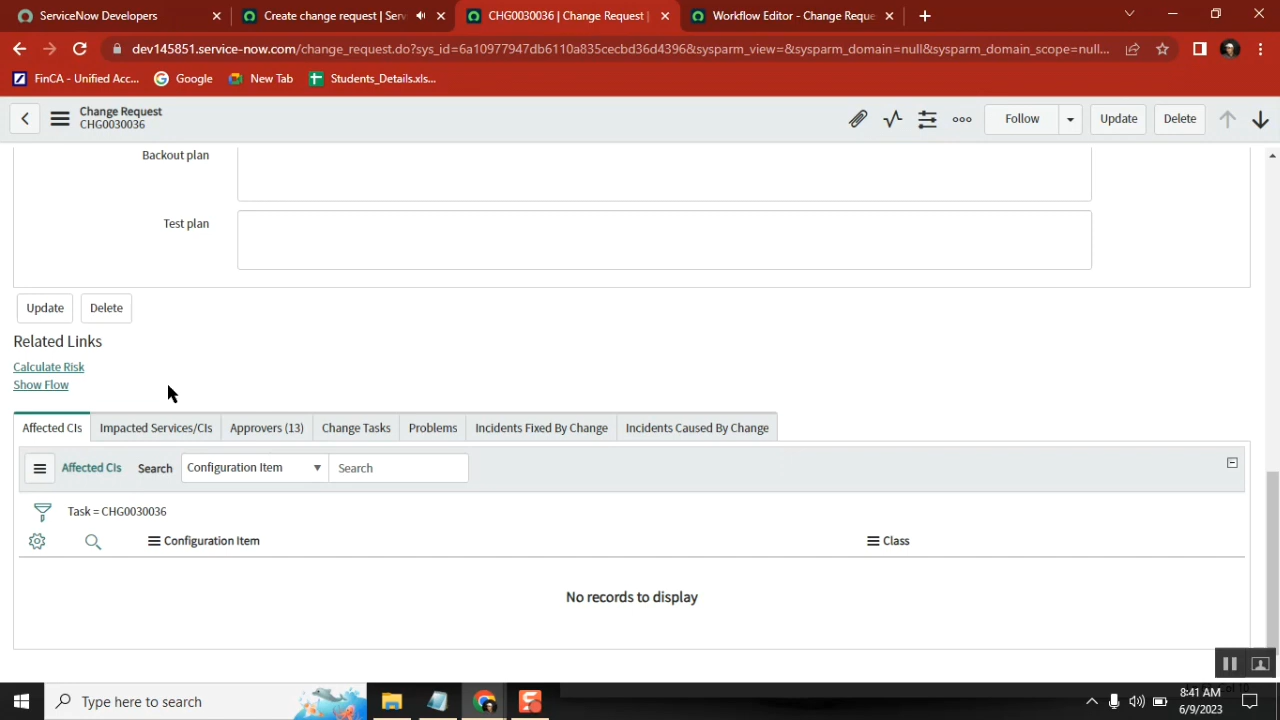 ServiceNow Developers
Create change request | Serv
CHG0030036 | Change Request |
Workflow Editor - Change Reque
dev145851.service-now.com/change_request.do?sys_id=6a10977947db6110a835cecbd36d4396&sysparm_view=&sysparm_domain=null&sysparm_domain_scope=null...
FinCA - Unified Acc...
Google
New Tab
Students_Details.xls...
Change Request
CHG0030036
Follow
Update
Delete
Backout plan
Test plan
Update
Delete
Related Links
Calculate Risk
Show Flow
Affected CIs
Impacted Services/CIs
Approvers (13)
Change Tasks
Problems
Incidents Fixed By Change
Incidents Caused By Change
Affected CIs
Search
Configuration Item
Search
Task = CHG0030036
Configuration Item
Class
No records to display
Type here to search
8:41 AM
6/9/2023